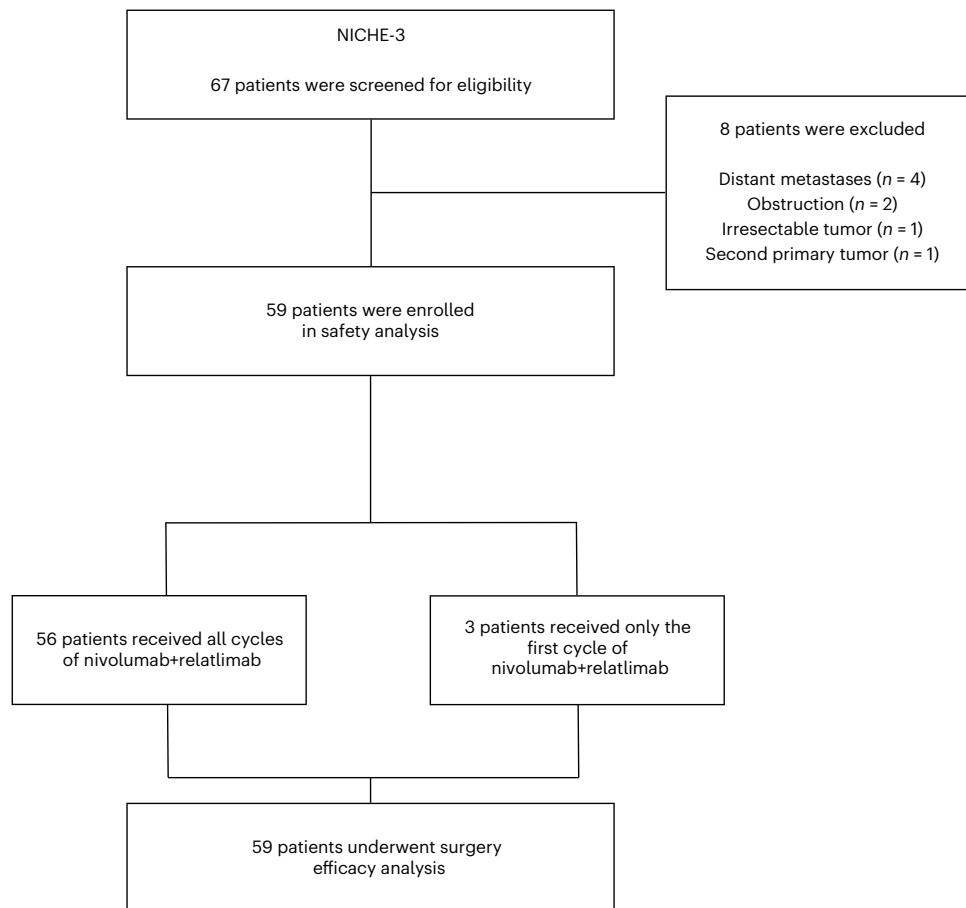 NICHE-3
67 patients were screened for eligibility
8 patients were excluded
Distant metastases (n = 4)
Obstruction (n = 2)
Irresectable tumor (n = 1)
Second primary tumor (n = 1)
59 patients were enrolled
in safety analysis
56 patients received all cycles
of nivolumab+relatlimab
3 patients received only the
first cycle of
nivolumab+relatlimab
59 patients underwent surgery
efficacy analysis